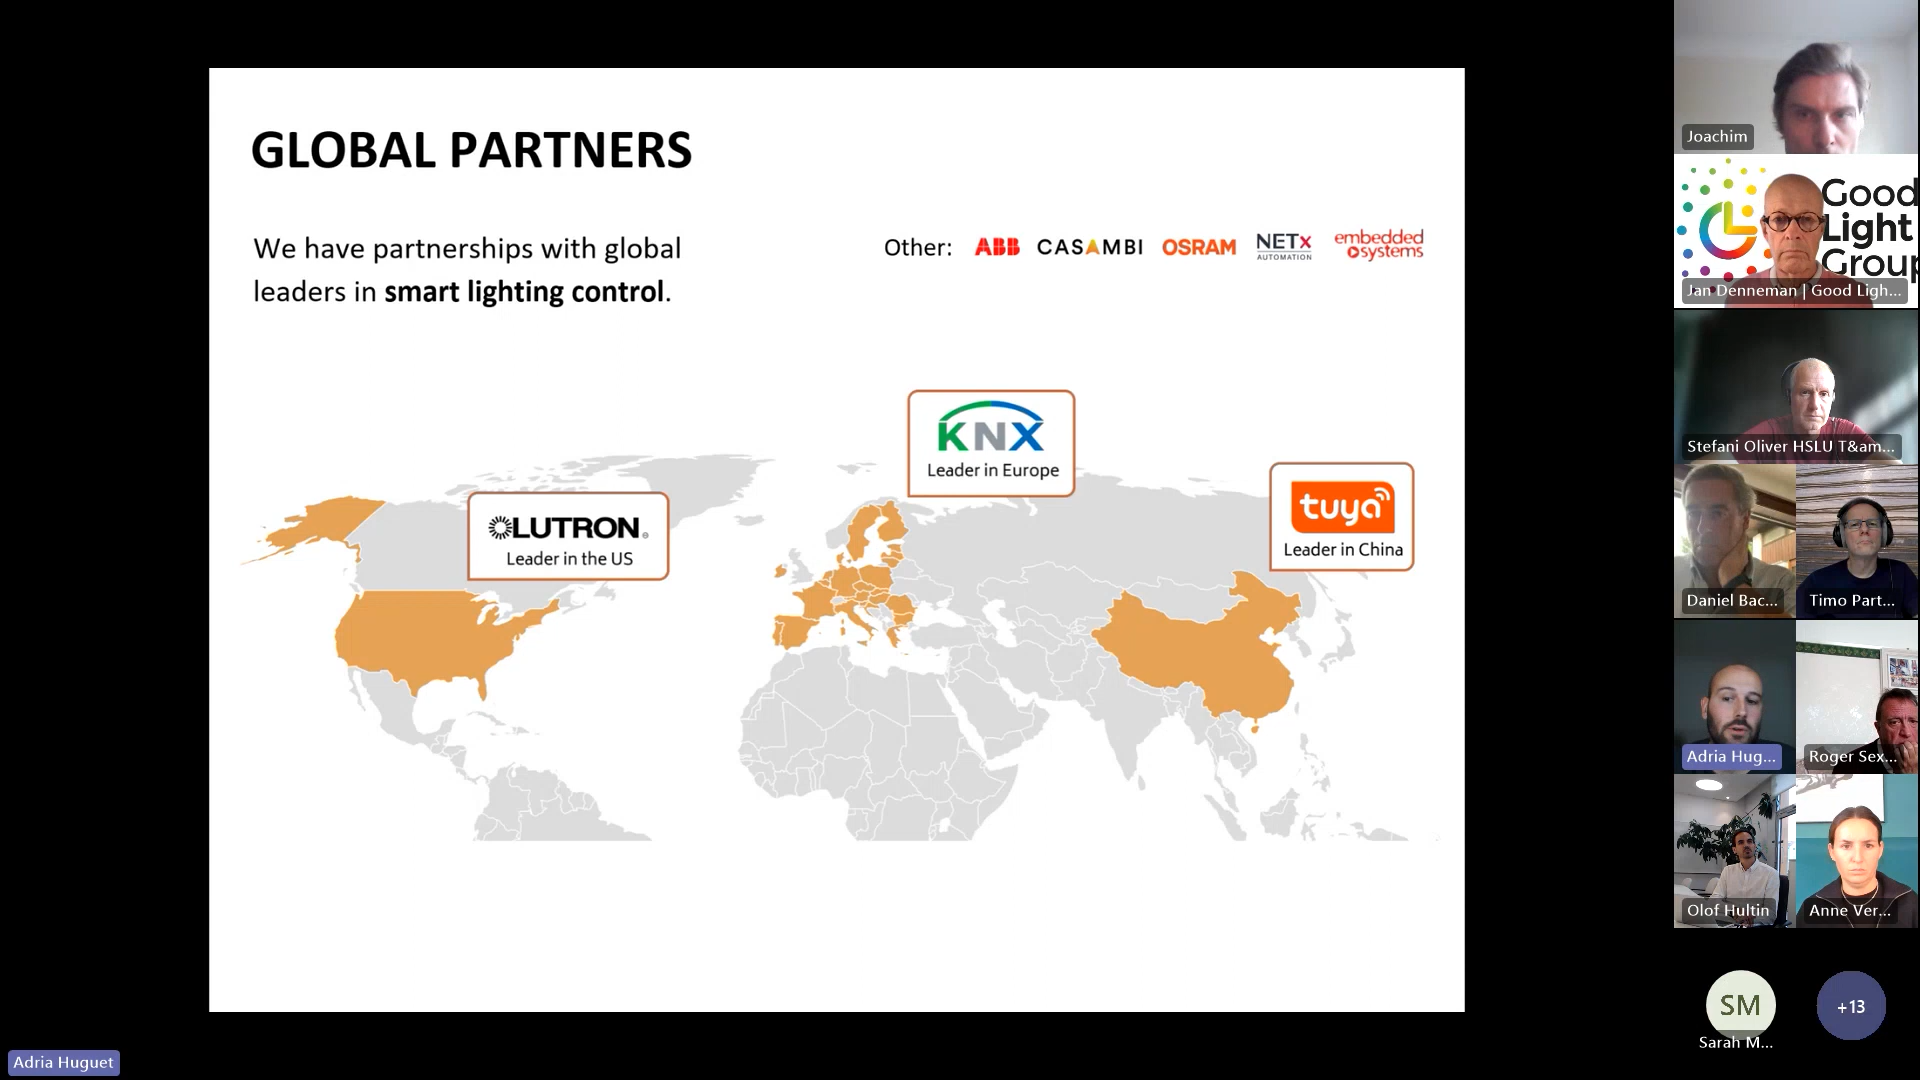 GLOBAL PARTNERS
We have partnerships with global
leaders in smart lighting control.
Other: ABB CASAMBI OSRAM NETx AUTOMATION embedded systems
KNX
Leader in Europe
LUTRON
Leader in the US
tuya
Leader in China
Joachim
Good
Light
Group
Jan Denneman | Good Ligh...
Stefani Oliver HSLU T&am...
Daniel Bac...
Timo Part...
Adria Hug...
Roger Sex...
Olof Hultin
Anne Ver...
SM
+13
Sarah M...
Adria Huguet